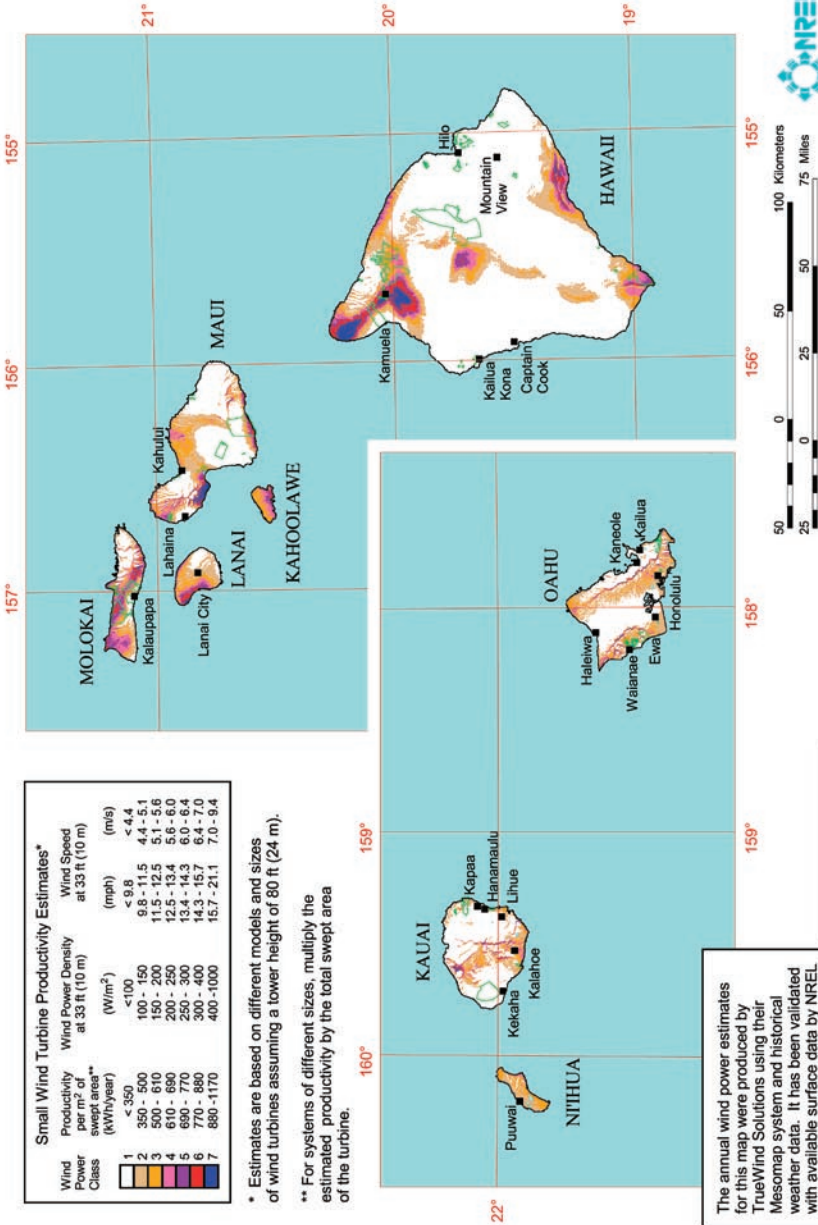 Small Wind Turbine Productivity Estimates*
Wind Power Class
Productivity per m² of swept area** (kWh/year)
Wind Power Density at 33 ft (10 m) (W/m²)
Wind Speed at 33 ft (10 m)
(mph) (m/s)
1 < 350 <100 < 9.8 < 4.4
2 350 - 500 100 - 150 9.8 - 11.5 4.4 - 5.1
3 500 - 610 150 - 200 11.5 - 12.5 5.1 - 5.6
4 610 - 690 200 - 250 12.5 - 13.4 5.6 - 6.0
5 690 - 770 250 - 300 13.4 - 14.3 6.0 - 6.4
6 770 - 880 300 - 400 14.3 - 15.7 6.4 - 7.0
7 880 -1170 400 -1000 15.7 - 21.1 7.0 - 9.4
* Estimates are based on different models and sizes
of wind turbines assuming a tower height of 80 ft (24 m).
** For systems of different sizes, multiply the
estimated productivity by the total swept area
of the turbine.
157°
156°
155°
21°
20°
19°
MOLOKAI
Kalaupapa
Lahaina
Kahului
MAUI
Lanai City
LANAI
KAHOOLAWE
Kamuela
Hilo
Mountain
View
Kailua
Kona
Captain
Cook
HAWAII
156°
155°
160°
159°
22°
KAUAI
Kapaa
Hanamaulu
Lihue
Kalahoe
Kekaha
Puuwai
NI'IHUA
OAHU
Haleiwa
Kaneole
Kailua
Waianae
Ewa
Honolulu
160°
159°
158°
The annual wind power estimates
for this map were produced by
TrueWind Solutions using their
Mesomap system and historical
weather data. It has been validated
with available surface data by NREL
50 0 50 100 Kilometers
25 0 25 50 75 Miles
NRE